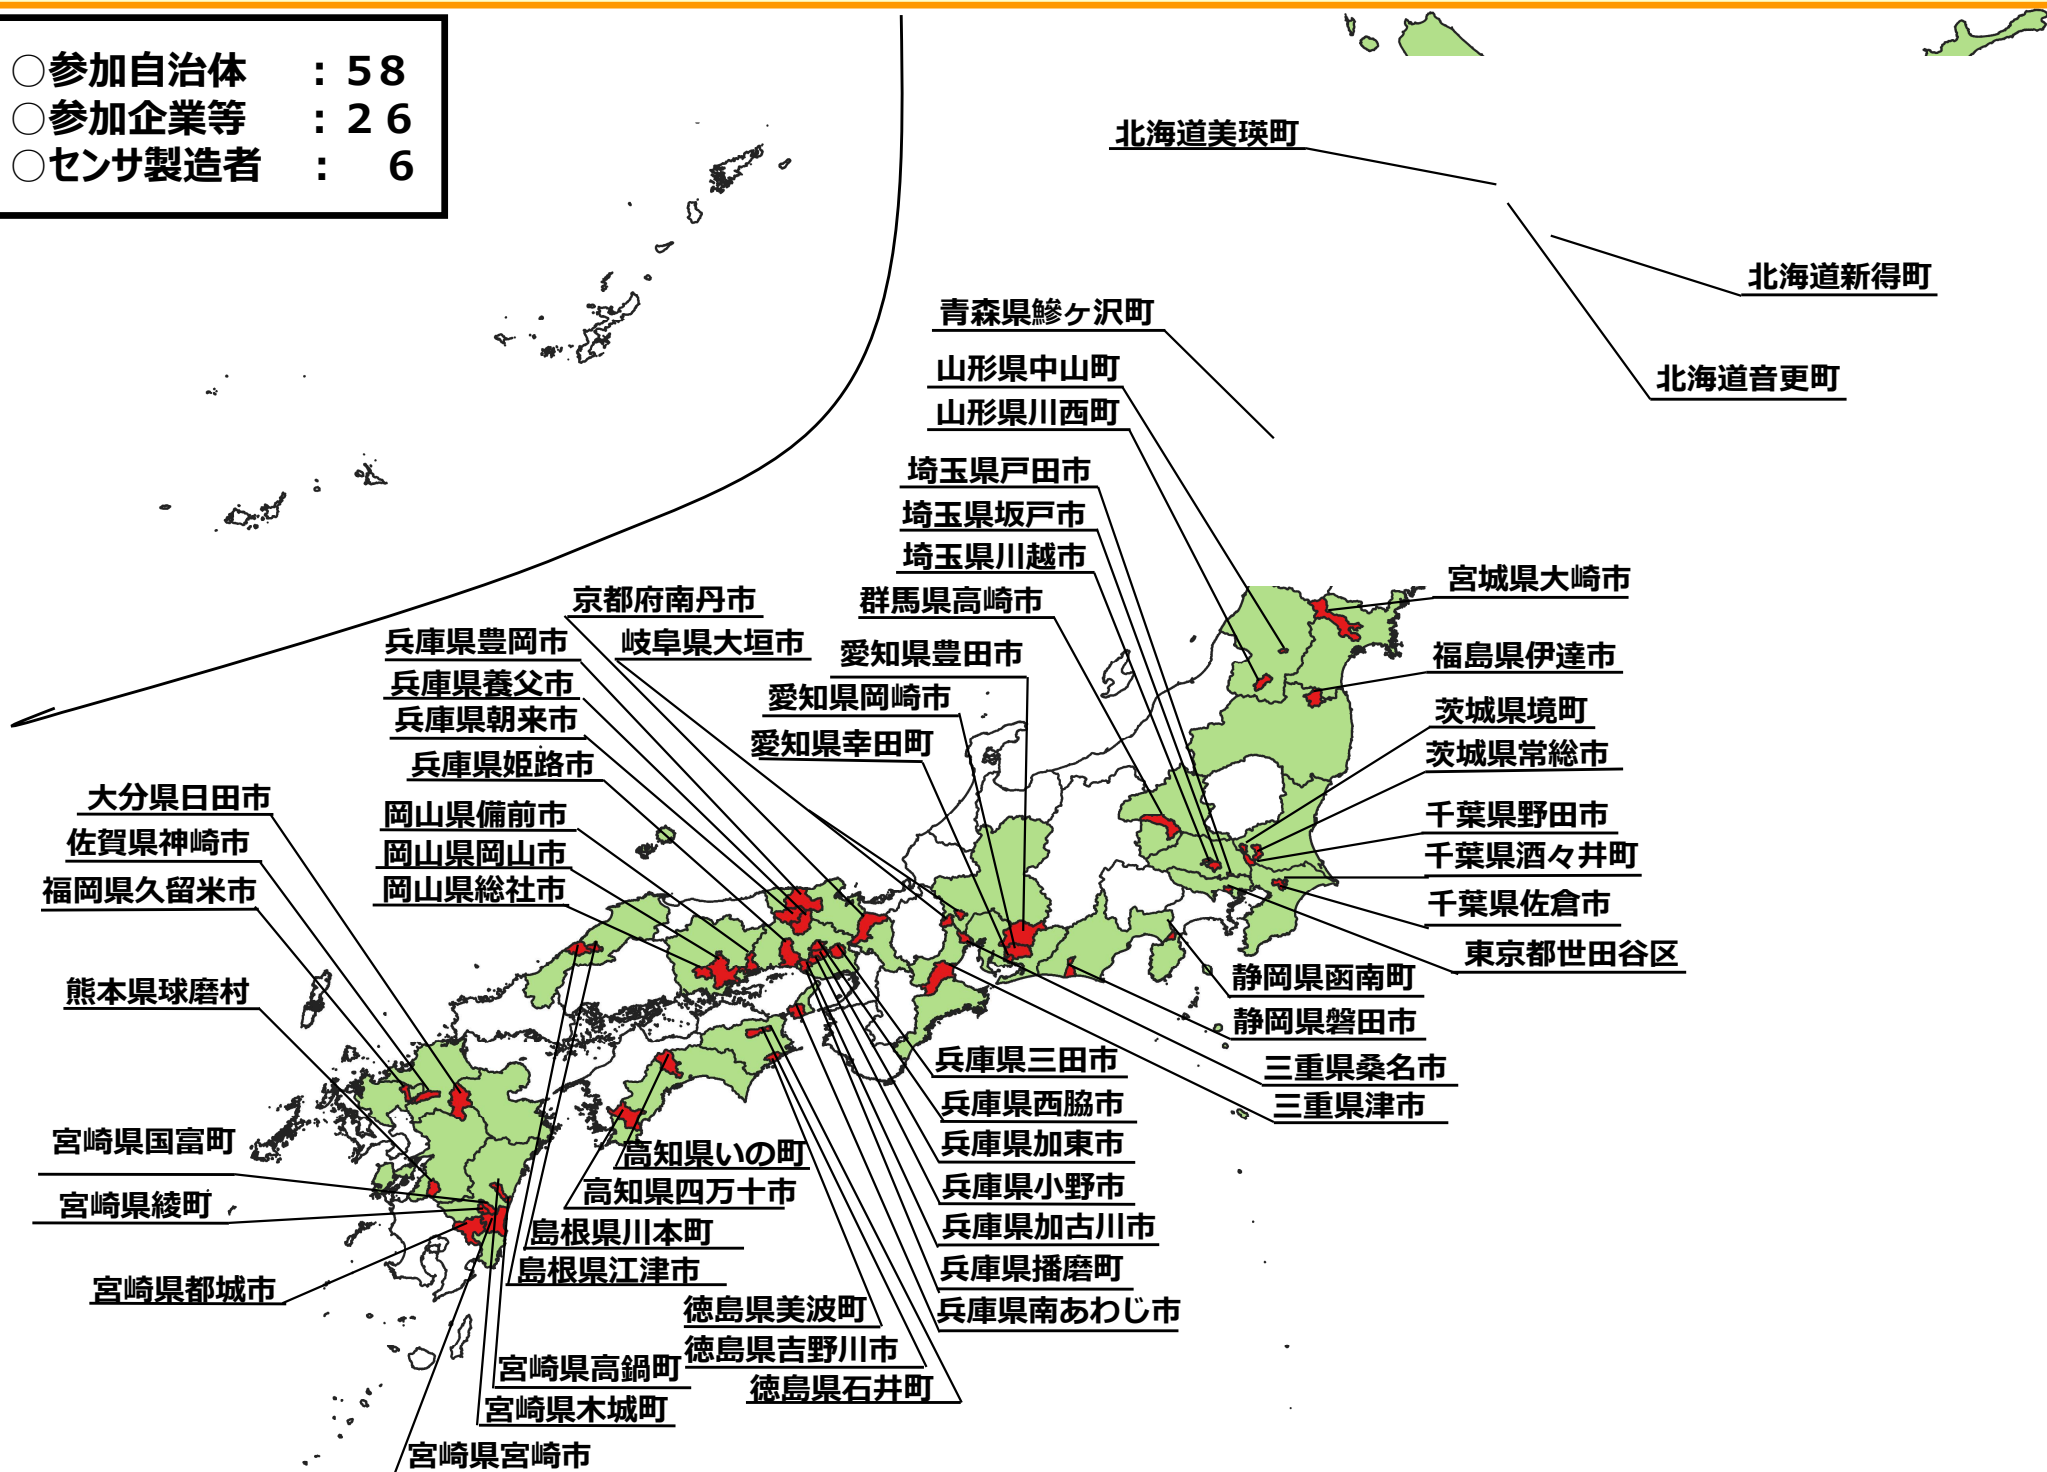 ○参加自治体 ：58
○参加企業等 ：26
○センサ製造者 ： 6
北海道美瑛町
北海道新得町
北海道音更町
青森県鰺ヶ沢町
山形県中山町
山形県川西町
埼玉県戸田市
埼玉県坂戸市
埼玉県川越市
群馬県高崎市
宮城県大崎市
福島県伊達市
茨城県境町
茨城県常総市
千葉県野田市
千葉県酒々井町
千葉県佐倉市
東京都世田谷区
静岡県函南町
静岡県磐田市
三重県桑名市
三重県津市
京都府南丹市
岐阜県大垣市
愛知県豊田市
愛知県岡崎市
愛知県幸田町
兵庫県豊岡市
兵庫県養父市
兵庫県朝来市
兵庫県姫路市
岡山県備前市
岡山県岡山市
岡山県総社市
大分県日田市
佐賀県神崎市
福岡県久留米市
熊本県球磨村
宮崎県国富町
宮崎県綾町
宮崎県都城市
兵庫県三田市
兵庫県西脇市
兵庫県加東市
兵庫県小野市
兵庫県加古川市
兵庫県播磨町
兵庫県南あわじ市
高知県いの町
高知県四万十市
島根県川本町
島根県江津市
徳島県美波町
徳島県吉野川市
徳島県石井町
宮崎県高鍋町
宮崎県木城町
宮崎県宮崎市